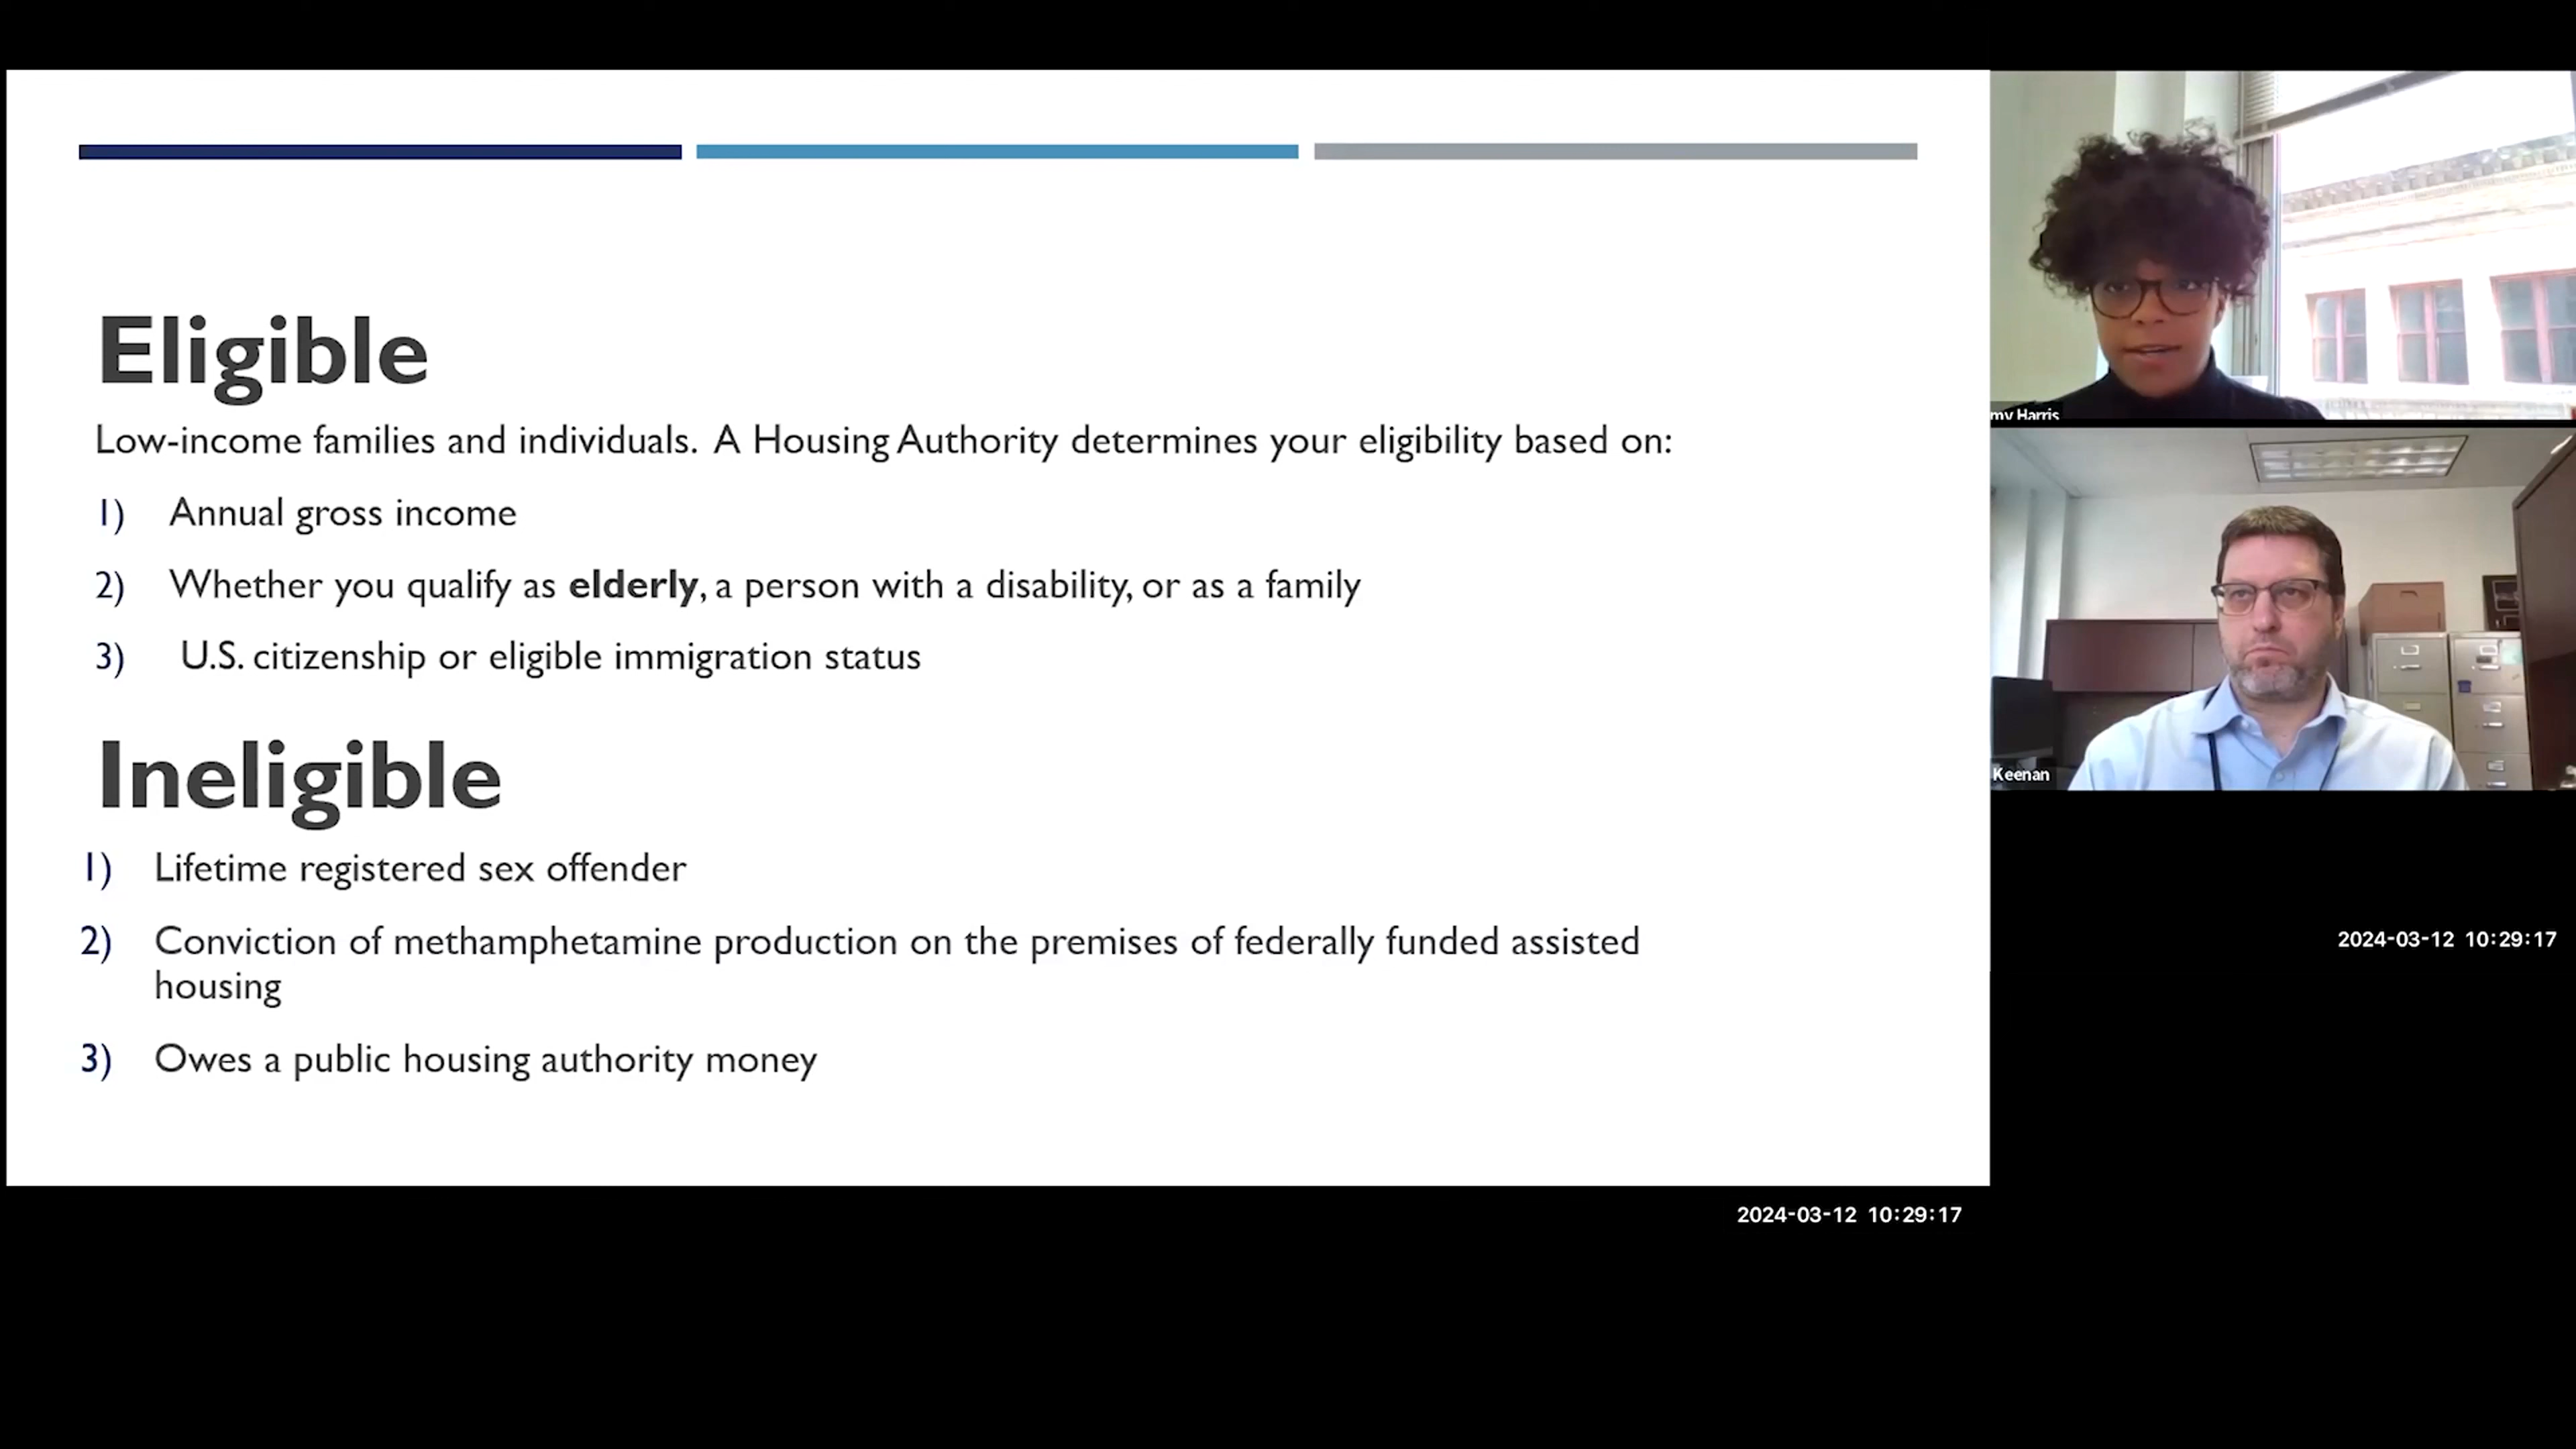 Eligible
Low-income families and individuals. A Housing Authority determines your eligibility based on:
1) Annual gross income
2) Whether you qualify as elderly, a person with a disability, or as a family
3) U.S. citizenship or eligible immigration status
Ineligible
1) Lifetime registered sex offender
2) Conviction of methamphetamine production on the premises of federally funded assisted
housing
3) Owes a public housing authority money
my Harris
Keenan
2024-03-12 10:29:17
2024-03-12 10:29:17